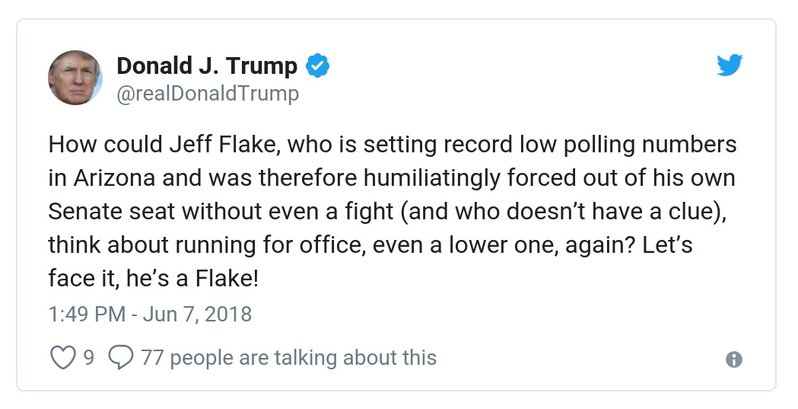 Donald J. Trump
@realDonaldTrump
How could Jeff Flake, who is setting record low polling numbers
in Arizona and was therefore humiliatingly forced out of his own
Senate seat without even a fight (and who doesn’t have a clue),
think about running for office, even a lower one, again? Let’s
face it, he’s a Flake!
1:49 PM - Jun 7, 2018
9 77 people are talking about this